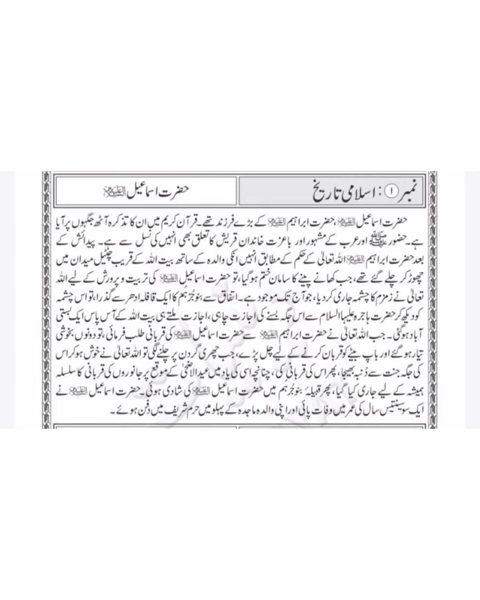 نمبر ۱ : اسلامی تاریخ
حضرت اسماعیل علیہ السلام
حضرت اسماعیل علیہ السلام، حضرت ابراہیم علیہ السلام کے بڑے فرزند تھے۔ قرآن کریم میں ان کا تذکرہ آٹھ جگہوں پر آیا
ہے۔ حضور ﷺ اور عرب کے مشہور اور باعزت خاندان قریش کا تعلق بھی انہیں کی نسل سے ہے۔ پیدائش کے
بعد حضرت ابراہیم علیہ السلام اللہ تعالیٰ کے حکم کے مطابق انہیں انکی والدہ کے ساتھ بیت اللہ کے قریب چٹیل میدان میں
چھوڑ کر چلے گئے تھے، جب کھانے پینے کا سامان ختم ہوگیا، تو حضرت اسماعیل علیہ السلام کی تربیت و پرورش کے لیے اللہ
تعالیٰ نے زمزم کا چشمہ جاری کر دیا، جو آج تک موجود ہے۔ اتفاق سے بنو جرہم کا ایک قافلہ ادھر سے گذرا، تو اس چشمہ
کو دیکھ کر حضرت ہاجرہ علیہا السلام سے اس جگہ بسنے کی اجازت چاہی، اجازت ملتے ہی بیت اللہ کے آس پاس ایک بستی
آباد ہوگئی۔ جب اللہ تعالیٰ نے حضرت ابراہیم علیہ السلام سے حضرت اسماعیل علیہ السلام کی قربانی طلب فرمائی، تو دونوں بخوشی
تیار ہوگئے اور باپ بیٹے کو قربان کرنے کے لیے چل پڑے، جب چھری گردن پر چلنے لگی تو اللہ تعالیٰ نے خوش ہو کر اس
کی جگہ جنت سے دُنبہ بھیجا، پھر اس کی قربانی کی، چنانچہ اسی کی یاد میں عید الاضحیٰ کے موقع پر جانوروں کی قربانی کا سلسلہ
ہمیشہ کے لیے جاری کیا گیا، پھر قبیلۂ بنو جرہم میں حضرت اسماعیل علیہ السلام کی شادی ہوئی۔ حضرت اسماعیل علیہ السلام نے
ایک سو سینتیس سال کی عمر میں وفات پائی اور اپنی والدہ ماجدہ کے پہلو میں حرم شریف میں دفن ہوئے۔